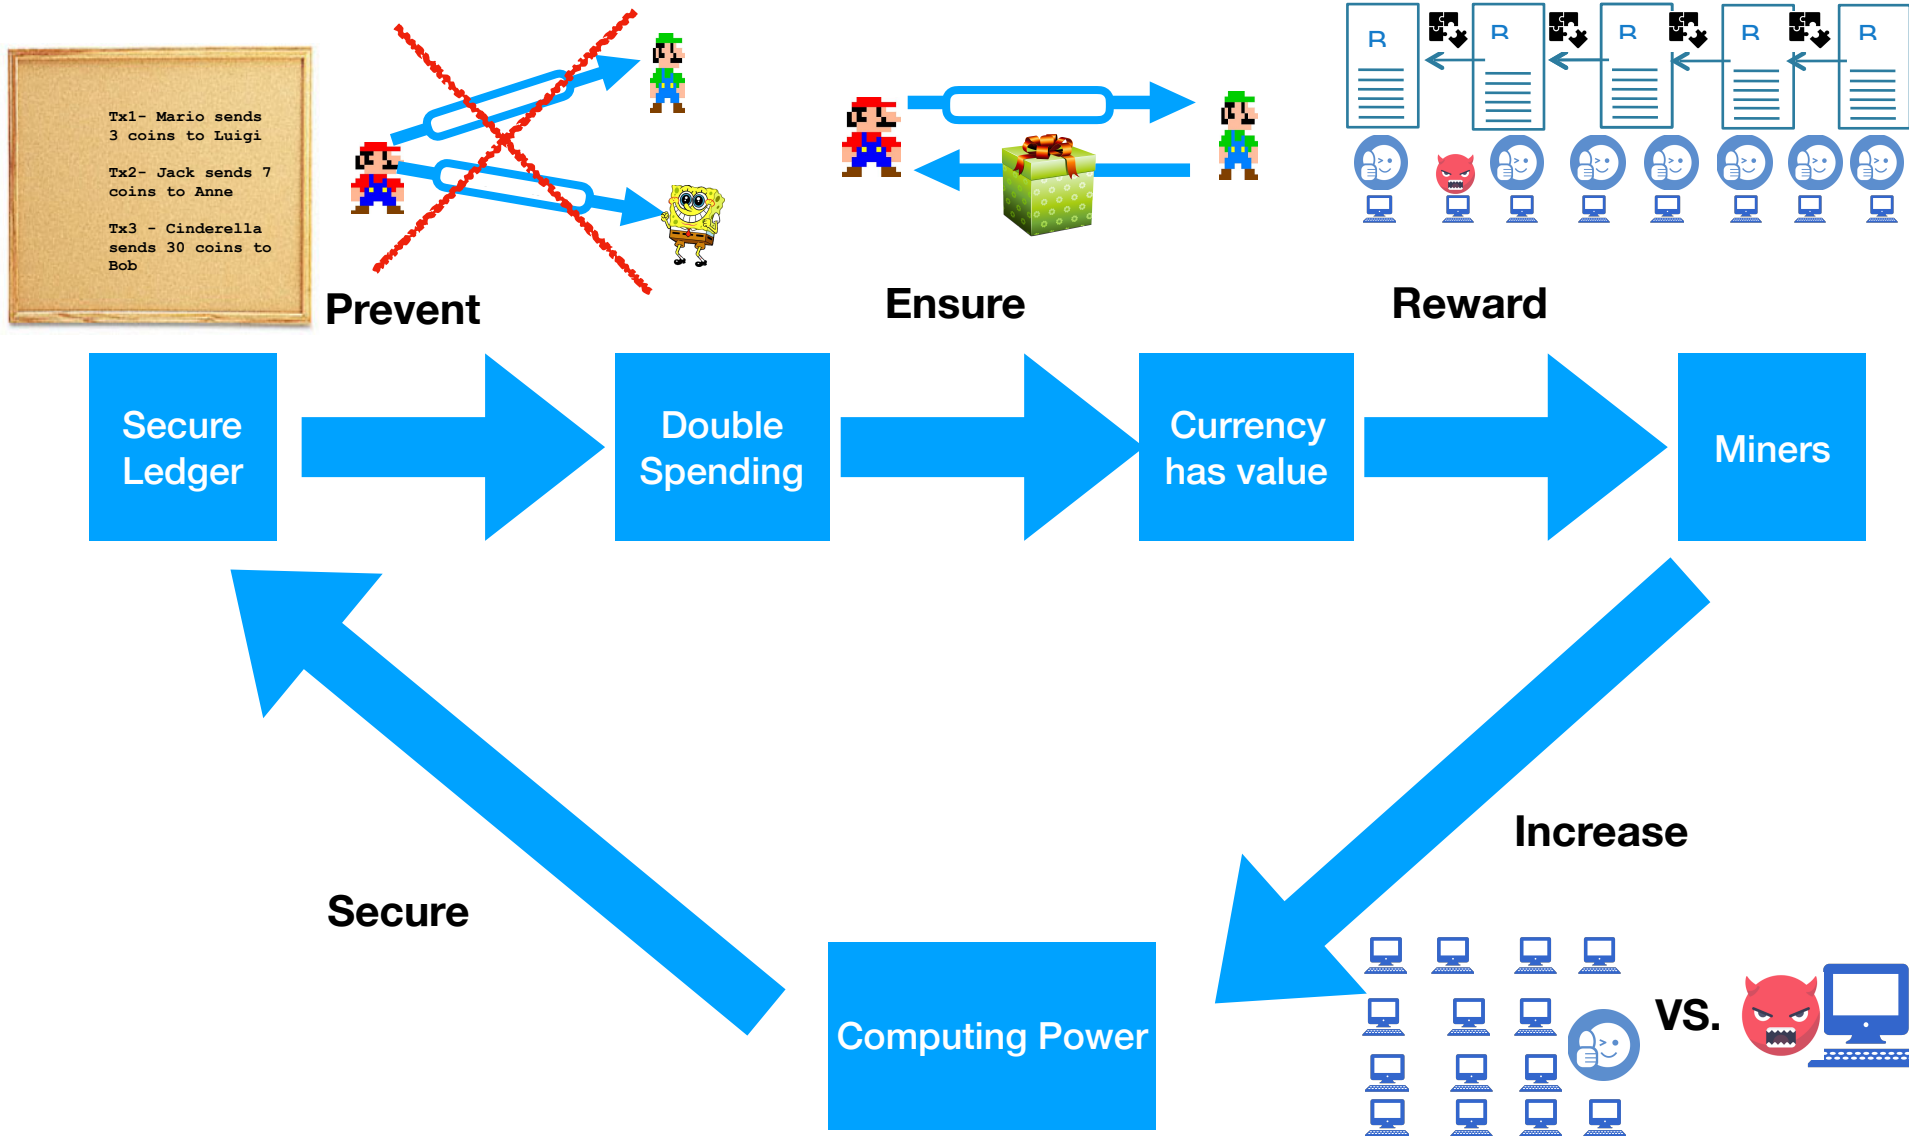 Tx1- Mario sends
3 coins to Luigi
Tx2- Jack sends 7
coins to Anne
Tx3 - Cinderella
sends 30 coins to
Bob
Prevent
Ensure
B
B
B
B
B
Reward
Secure
Ledger
Double
Spending
Currency
has value
Miners
Increase
Secure
Computing Power
VS.